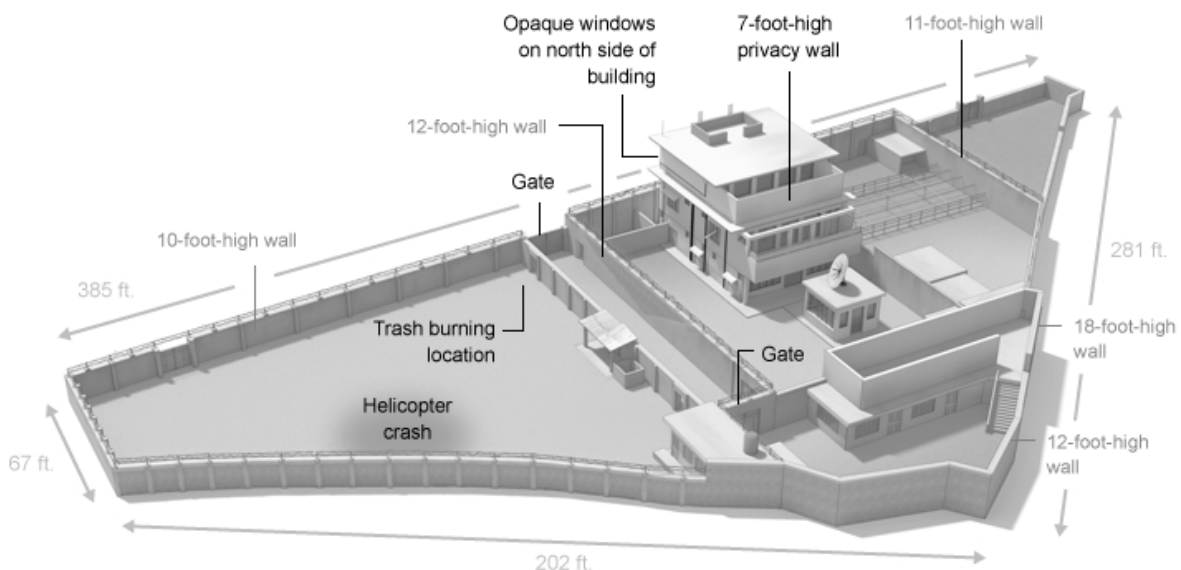 Opaque windows
on north side of
building
7-foot-high
privacy wall
11-foot-high wall
12-foot-high wall
Gate
10-foot-high wall
385 ft.
281 ft.
Trash burning
location
Gate
18-foot-high
wall
Helicopter
crash
12-foot-high
wall
67 ft.
202 ft.